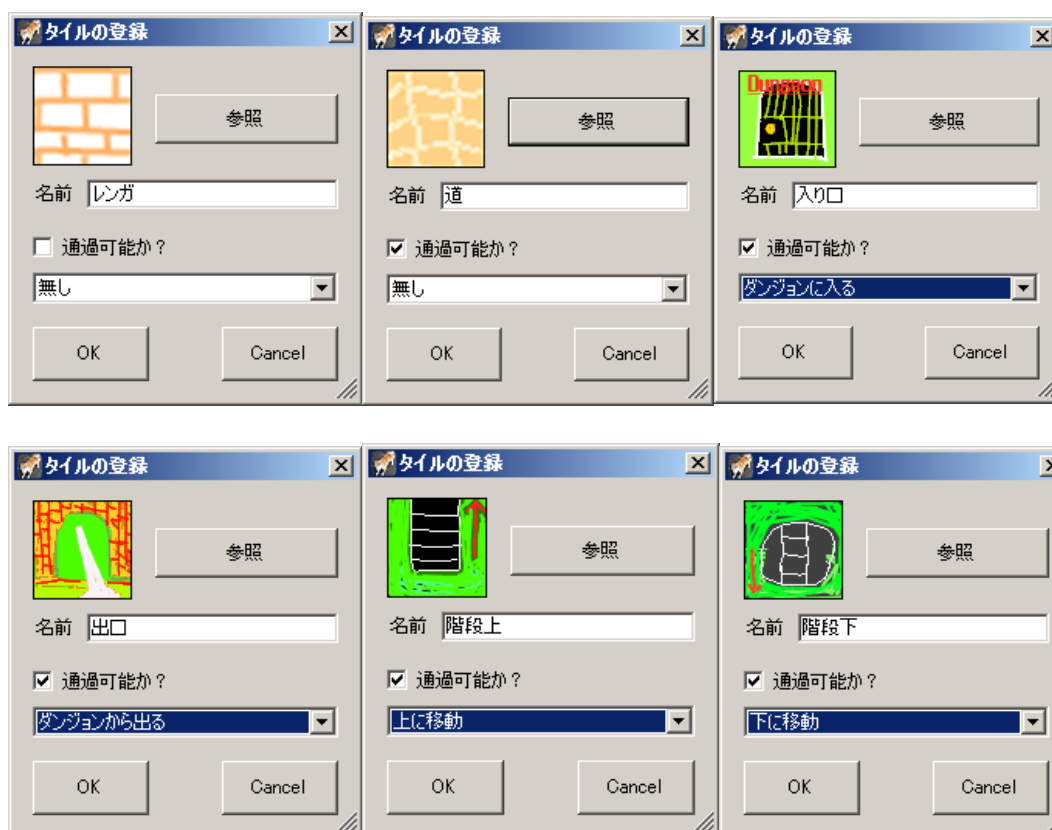 タイルの登録
参照
名前 レンガ
通過可能か？
無し
OK Cancel
タイルの登録
参照
名前 道
通過可能か？
無し
OK Cancel
タイルの登録
Dungeon
参照
名前 入り口
通過可能か？
ダンジョンに入る
OK Cancel
タイルの登録
参照
名前 出口
通過可能か？
ダンジョンから出る
OK Cancel
タイルの登録
参照
名前 階段上
通過可能か？
上に移動
OK Cancel
タイルの登録
参照
名前 階段下
通過可能か？
下に移動
OK Cancel